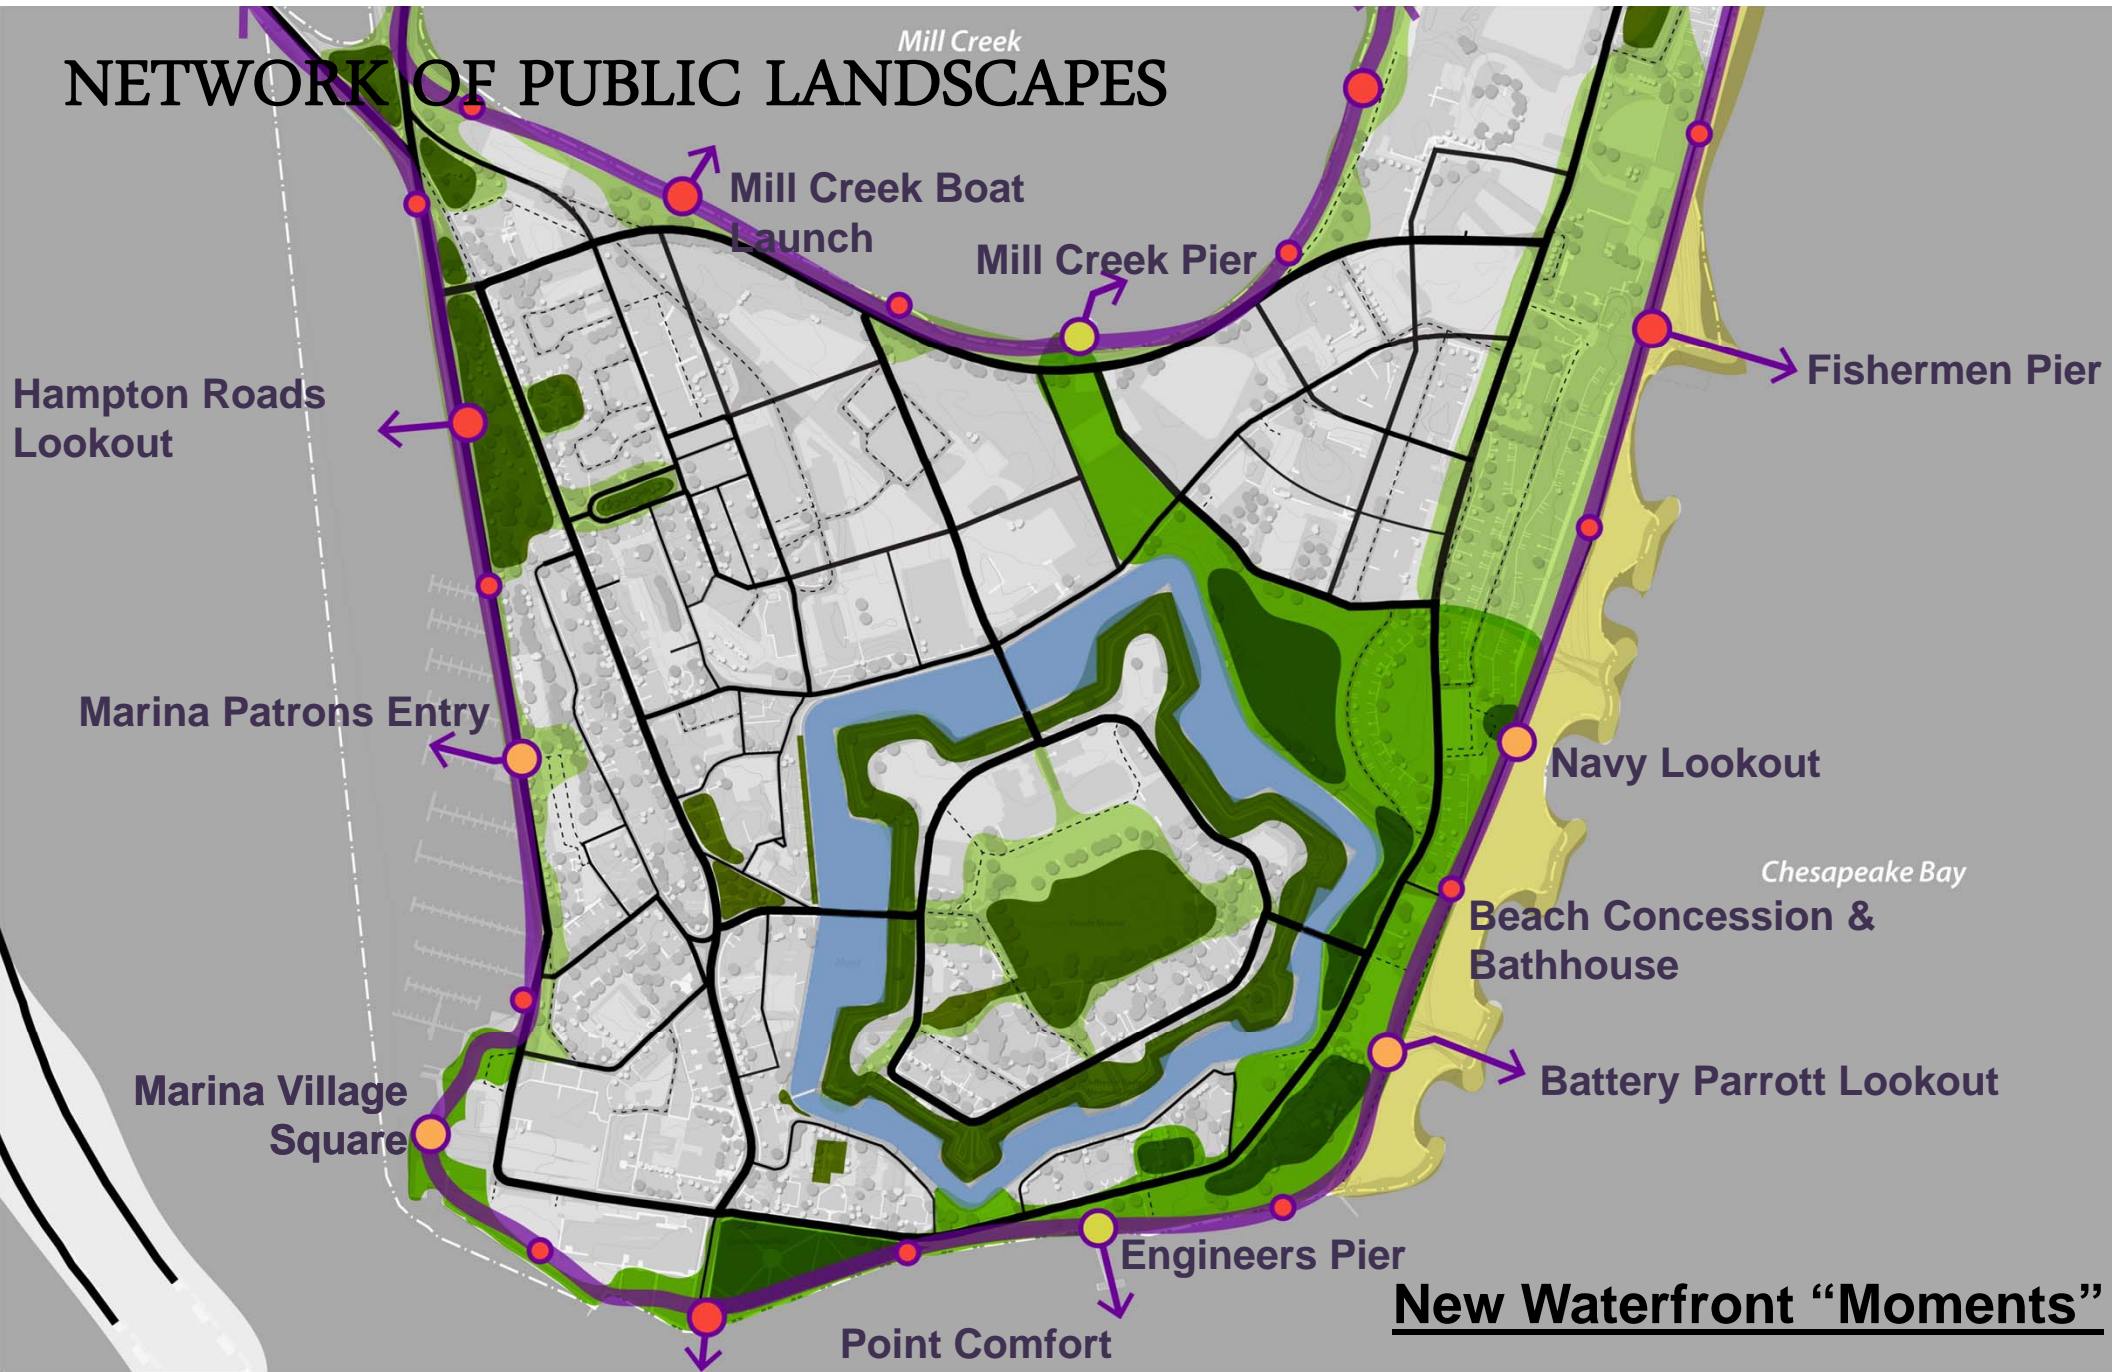 Mill Creek
NETWORK OF PUBLIC LANDSCAPES
Mill Creek Boat
Launch
Mill Creek Pier
Fishermen Pier
Hampton Roads
Lookout
Marina Patrons Entry
Navy Lookout
Chesapeake Bay
Beach Concession &
Bathhouse
Moat
Battery Parrott Lookout
Marina Village
Square
Engineers Pier
New Waterfront “Moments”
Point Comfort